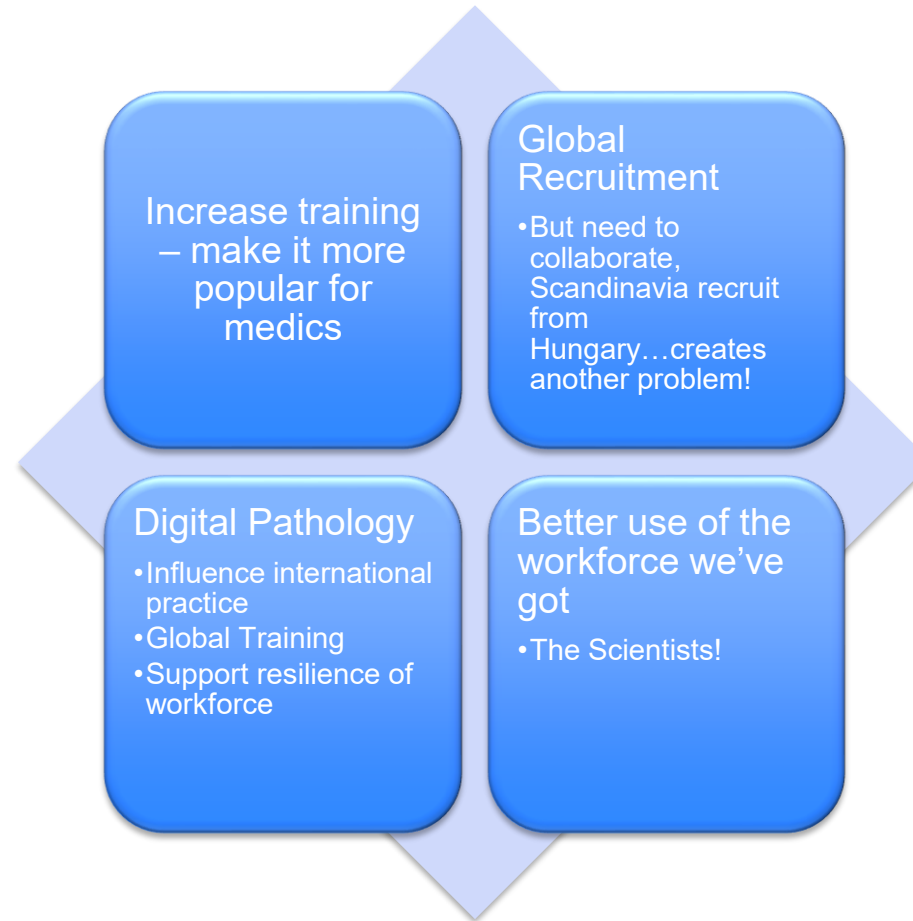 Increase training
– make it more
popular for
medics
Global
Recruitment
•But need to
collaborate,
Scandinavia recruit
from
Hungary…creates
another problem!
Digital Pathology
•Influence international
practice
•Global Training
•Support resilience of
workforce
Better use of the
workforce we’ve
got
•The Scientists!